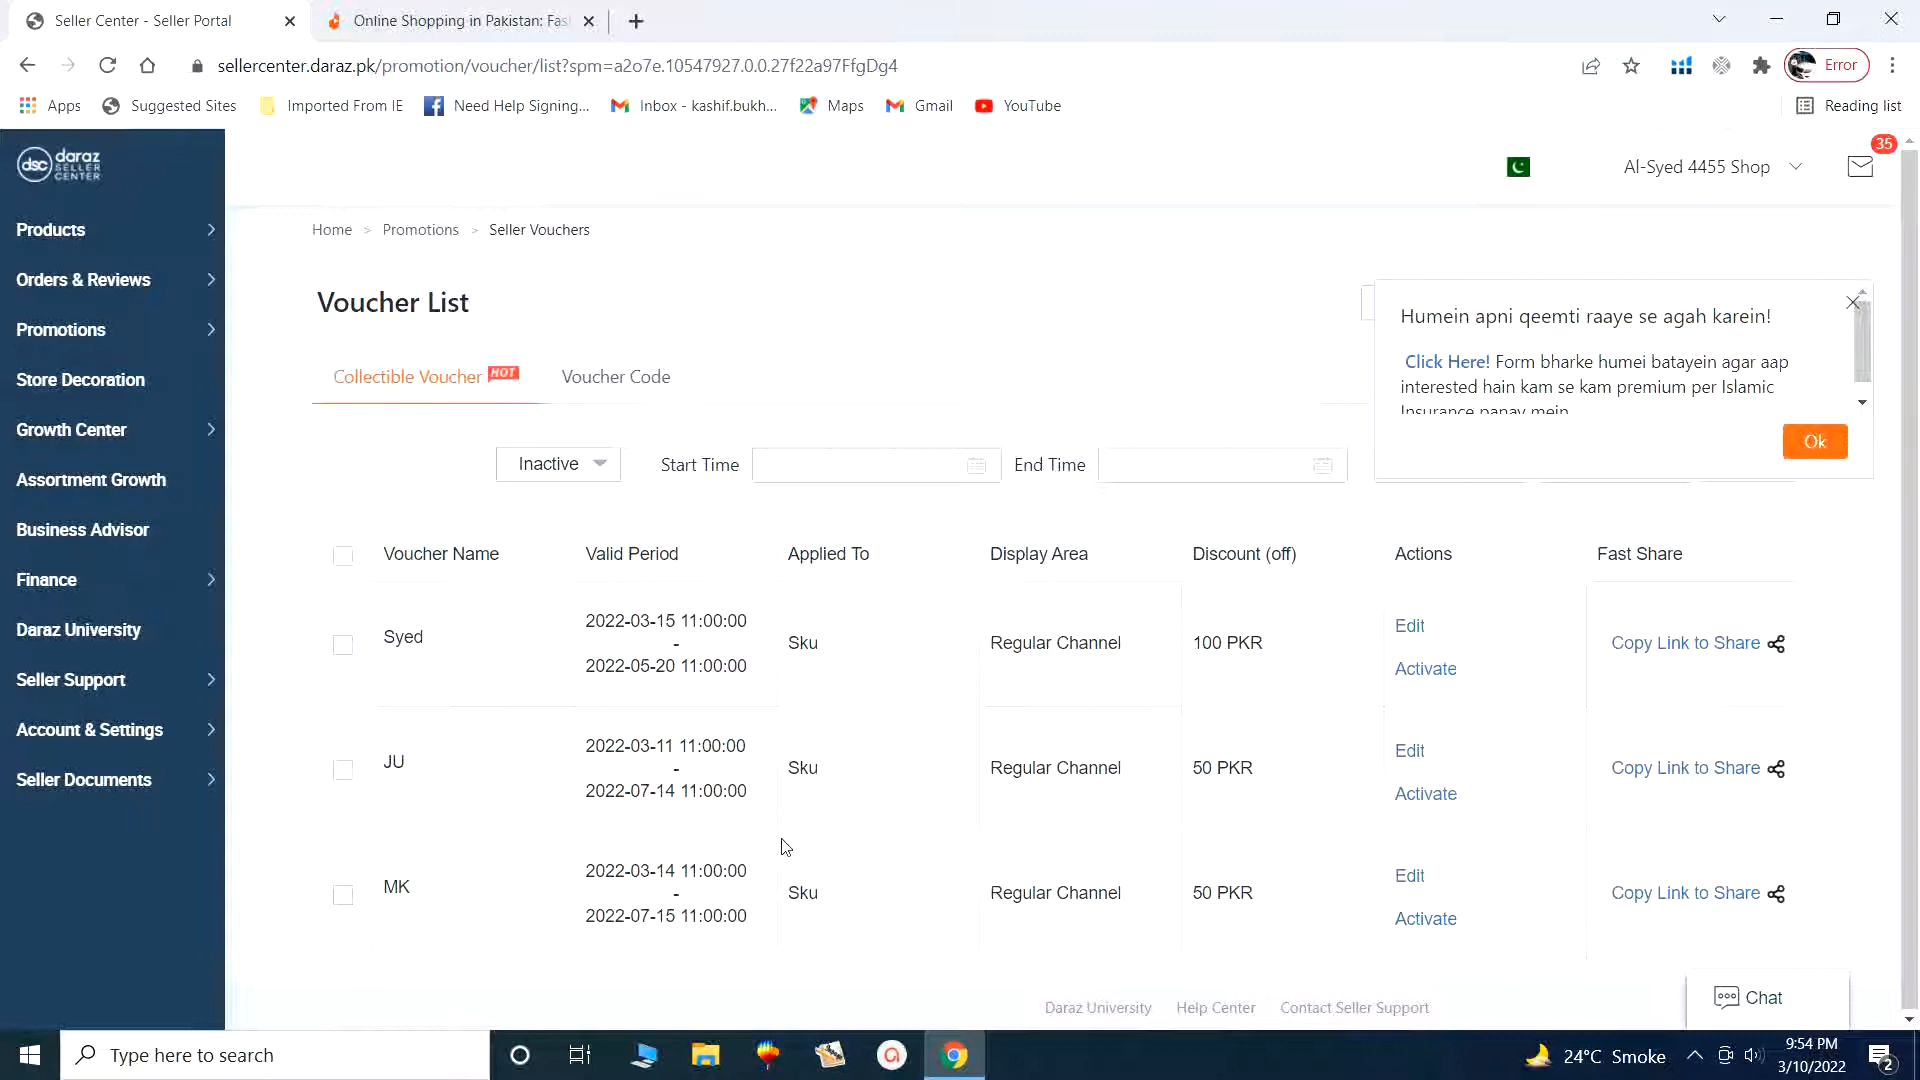 Seller Center - Seller Portal
Online Shopping in Pakistan: Fas
sellercenter.daraz.pk/promotion/voucher/list?spm=a2o7e.10547927.0.0.27f22a97FfgDg4
Error
Apps
Suggested Sites
Imported From IE
Need Help Signing...
Inbox - kashif.bukh...
Maps
Gmail
YouTube
Reading list
dsc daraz
SELLER
CENTER
Al-Syed 4455 Shop
35
Products
Orders & Reviews
Promotions
Store Decoration
Growth Center
Assortment Growth
Business Advisor
Finance
Daraz University
Seller Support
Account & Settings
Seller Documents
Home > Promotions > Seller Vouchers
Voucher List
Humein apni qeemti raaye se agah karein!
Click Here! Form bharke humei batayein agar aap
interested hain kam se kam premium per Islamic
Insurance panay mein
Ok
Collectible Voucher HOT
Voucher Code
Inactive
Start Time
End Time
Voucher Name Valid Period Applied To Display Area Discount (off) Actions Fast Share
Syed
2022-03-15 11:00:00
-
2022-05-20 11:00:00
Sku
Regular Channel
100 PKR
Edit
Activate
Copy Link to Share
JU
2022-03-11 11:00:00
-
2022-07-14 11:00:00
Sku
Regular Channel
50 PKR
Edit
Activate
Copy Link to Share
MK
2022-03-14 11:00:00
-
2022-07-15 11:00:00
Sku
Regular Channel
50 PKR
Edit
Activate
Copy Link to Share
Daraz University Help Center Contact Seller Support
Chat
Type here to search
24°C Smoke
9:54 PM
3/10/2022
2